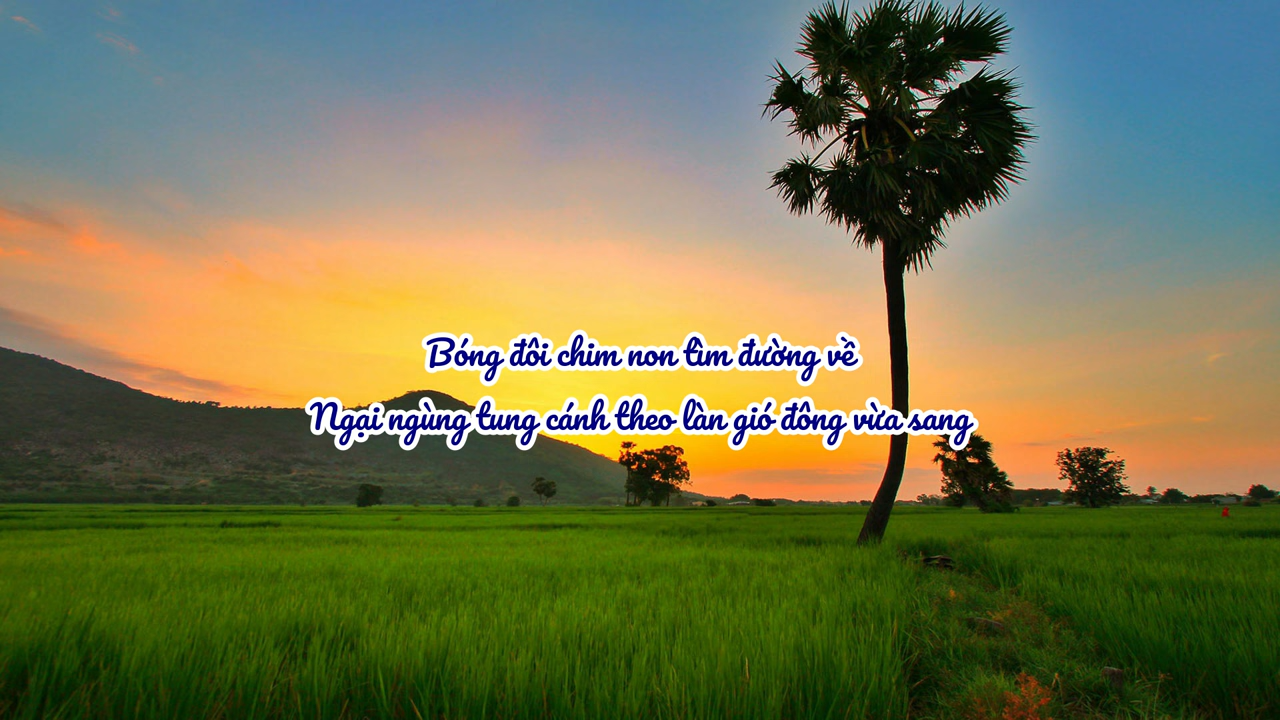 Bóng đôi chim non tìm đường về
Ngại ngùng tung cánh theo làn gió đông vừa sang